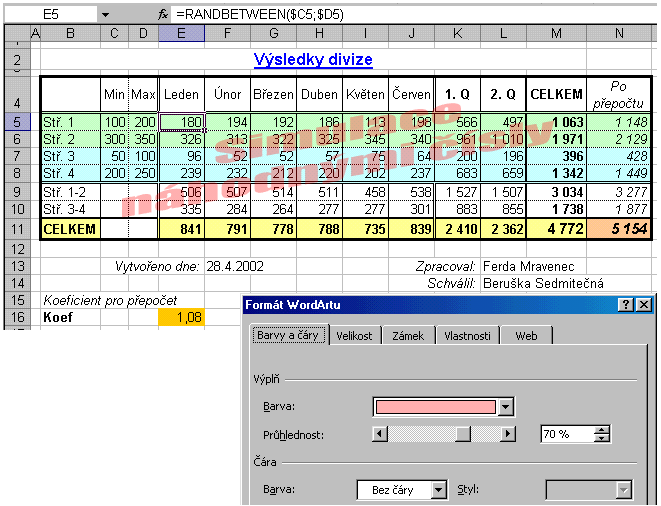 E5 fx =RANDBETWEEN($C5;$D5)
A B C D E F G H I J K L M N
2 Výsledky divize
4 Min Max Leden Únor Březen Duben Květen Červen 1. Q 2. Q CELKEM Po přepočtu
5 Stř. 1 100 200 180 194 192 186 113 198 566 497 1 063 1 148
6 Stř. 2 300 350 326 313 322 325 345 340 961 1 010 1 971 2 129
7 Stř. 3 50 100 96 52 52 57 75 64 200 196 396 428
8 Stř. 4 200 250 239 232 212 220 202 237 683 659 1 342 1 449
9 Stř. 1-2 506 507 514 511 458 538 1 527 1 507 3 034 3 277
10 Stř. 3-4 335 284 264 277 277 301 883 855 1 738 1 877
11 CELKEM 841 791 778 788 735 839 2 410 2 362 4 772 5 154
Simulace
náhodnými čísly
12
13 Vytvořeno dne: 28.4.2002 Zpracoval: Ferda Mravenec
14 Schválil: Beruška Sedmitečná
15 Koeficient pro přepočet
16 Koef 1,08
Formát WordArtu
Barvy a čáry Velikost Zámek Vlastnosti Web
Výplň
Barva:
Průhlednost: 70 %
Čára
Barva: Bez čáry Styl: